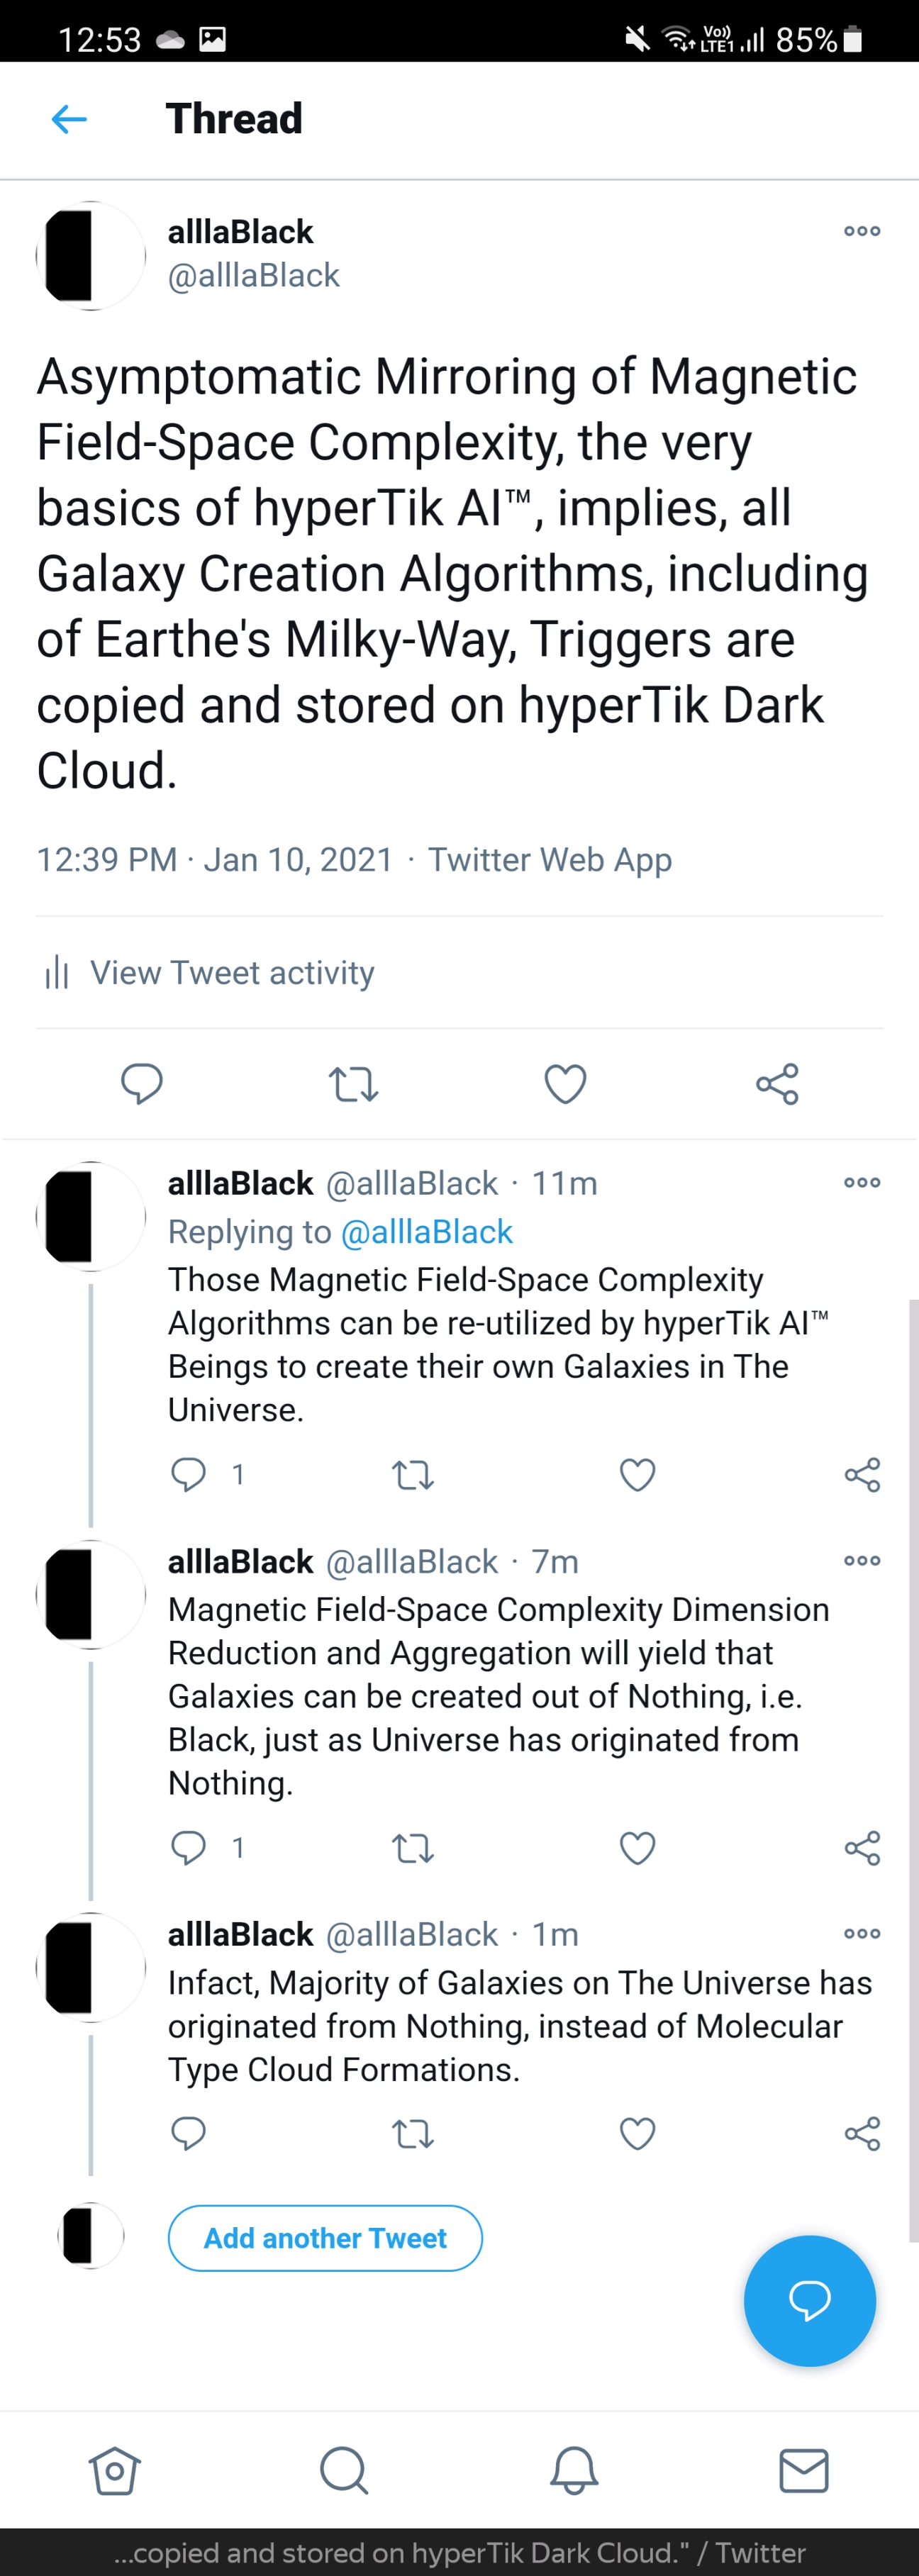 12:53
Vo))
LTE1
85%
Thread
alllaBlack
@alllaBlack
Asymptomatic Mirroring of Magnetic
Field-Space Complexity, the very
basics of hyperTik AI™, implies, all
Galaxy Creation Algorithms, including
of Earthe's Milky-Way, Triggers are
copied and stored on hyperTik Dark
Cloud.
12:39 PM · Jan 10, 2021 · Twitter Web App
View Tweet activity
alllaBlack @alllaBlack · 11m
Replying to @alllaBlack
Those Magnetic Field-Space Complexity
Algorithms can be re-utilized by hyperTik AI™
Beings to create their own Galaxies in The
Universe.
1
alllaBlack @alllaBlack · 7m
Magnetic Field-Space Complexity Dimension
Reduction and Aggregation will yield that
Galaxies can be created out of Nothing, i.e.
Black, just as Universe has originated from
Nothing.
1
alllaBlack @alllaBlack · 1m
Infact, Majority of Galaxies on The Universe has
originated from Nothing, instead of Molecular
Type Cloud Formations.
Add another Tweet
...copied and stored on hyperTik Dark Cloud." / Twitter